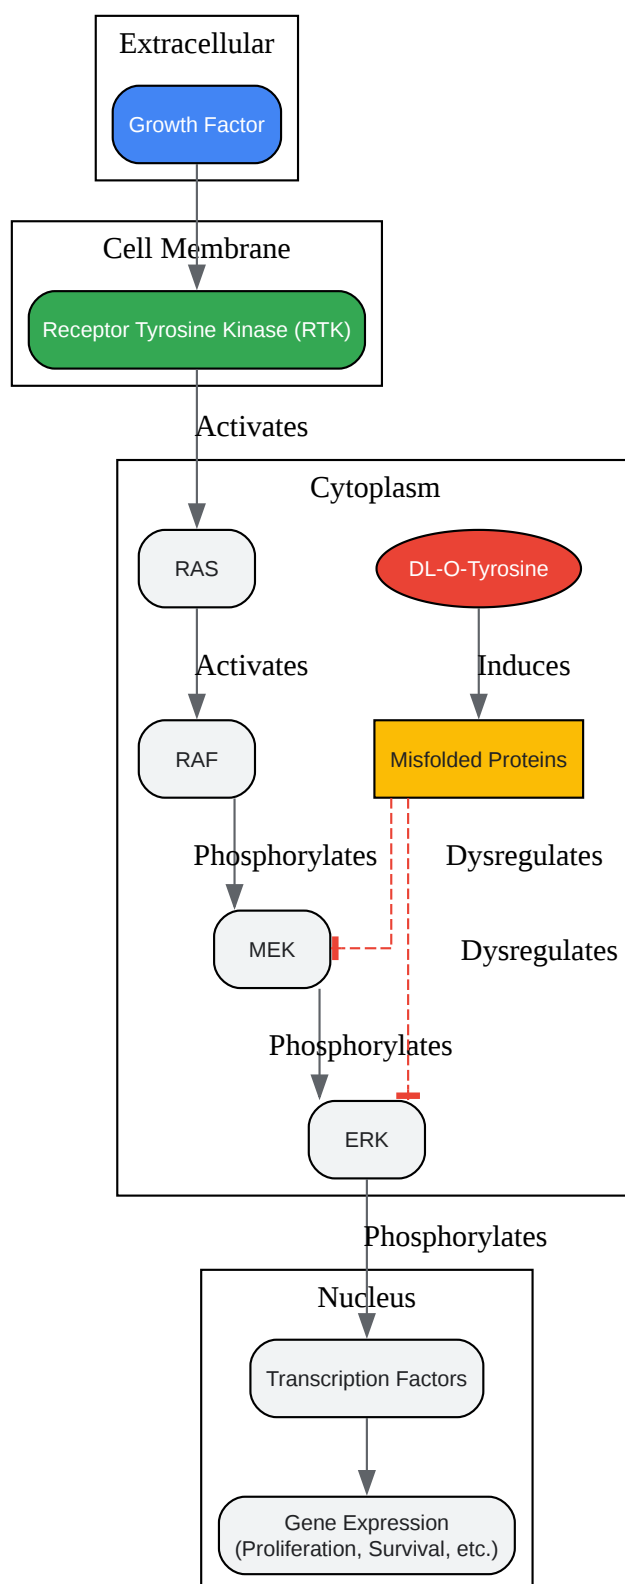 Extracellular
Growth Factor
Cell Membrane
Receptor Tyrosine Kinase (RTK)
Activates
Cytoplasm
RAS
DL-O-Tyrosine
Activates
Induces
RAF
Misfolded Proteins
Phosphorylates
Dysregulates
MEK
Dysregulates
Phosphorylates
ERK
Phosphorylates
Nucleus
Transcription Factors
Gene Expression
(Proliferation, Survival, etc.)